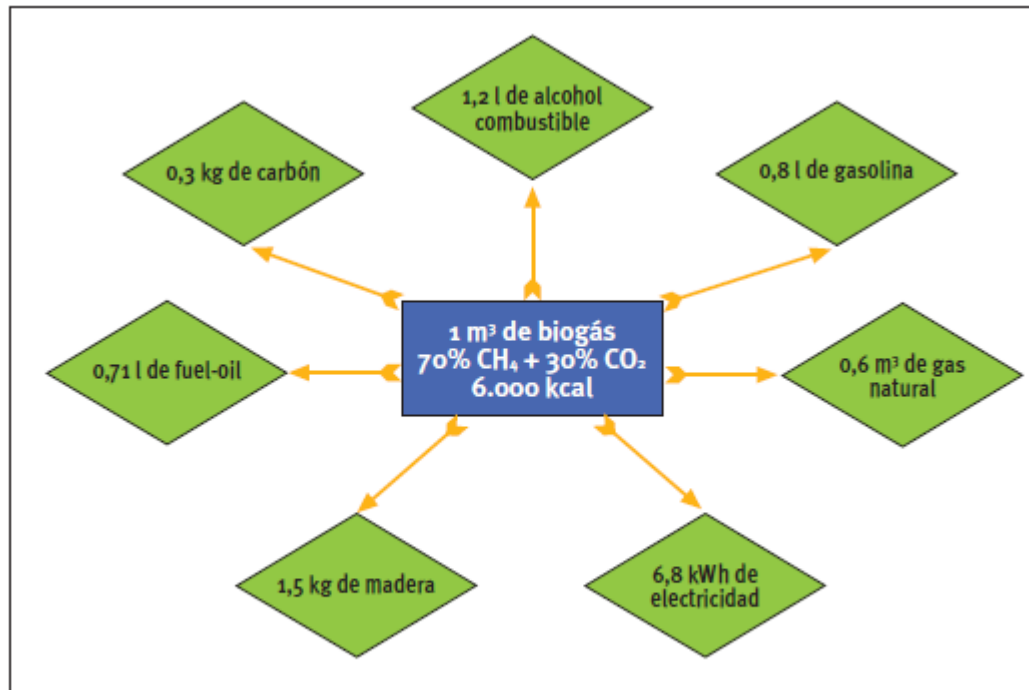 1,2 l de alcohol
combustible
0,3 kg de carbón
0,8 l de gasolina
1 m³ de biogás
70% CH₄ + 30% CO₂
6.000 kcal
0,71 l de fuel-oil
0,6 m³ de gas
natural
1,5 kg de madera
6,8 kWh de
electricidad